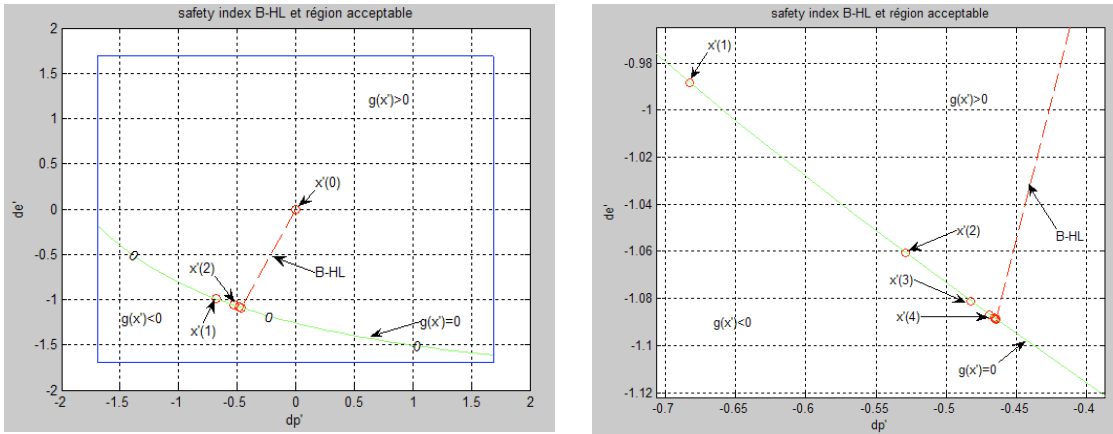 safety index B-HL et région acceptable
2
1.5
1
0.5
0
-0.5
-1
-1.5
-2
de'
g(x')>0
x'(0)
0
x'(2)
B-HL
g(x')<0
x'(1)
0
g(x')=0
0
-2
-1.5
-1
-0.5
0
0.5
1
1.5
2
dp'
safety index B-HL et région acceptable
-0.98
-1
-1.02
-1.04
-1.06
-1.08
-1.1
-1.12
de'
x'(1)
g(x')>0
x'(2)
B-HL
x'(3)
x'(4)
g(x')<0
g(x')=0
-0.7
-0.65
-0.6
-0.55
-0.5
-0.45
-0.4
dp'